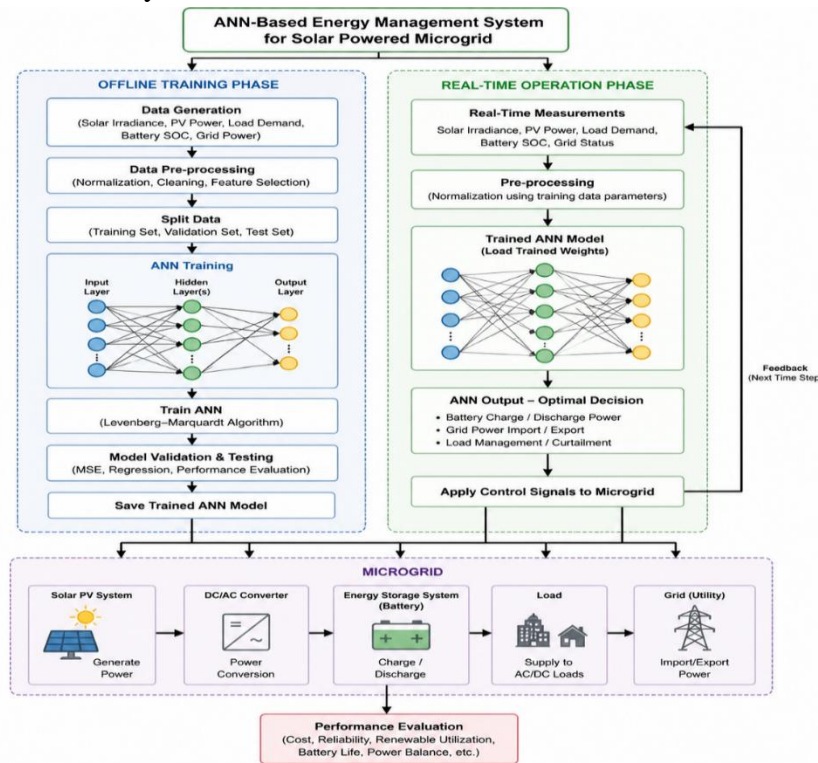 ANN-Based Energy Management System
for Solar Powered Microgrid
OFFLINE TRAINING PHASE
Data Generation
(Solar Irradiance, PV Power, Load Demand,
Battery SOC, Grid Power)
Data Pre-processing
(Normalization, Cleaning, Feature Selection)
Split Data
(Training Set, Validation Set, Test Set)
ANN Training
Input
Layer
Hidden
Layer(s)
Output
Layer
Train ANN
(Levenberg–Marquardt Algorithm)
Model Validation & Testing
(MSE, Regression, Performance Evaluation)
Save Trained ANN Model
REAL-TIME OPERATION PHASE
Real-Time Measurements
Solar Irradiance, PV Power, Load Demand,
Battery SOC, Grid Status
Pre-processing
(Normalization using training data parameters)
Trained ANN Model
(Load Trained Weights)
ANN Output – Optimal Decision
• Battery Charge / Discharge Power
• Grid Power Import / Export
• Load Management / Curtailment
Apply Control Signals to Microgrid
Feedback
(Next Time Step
MICROGRID
Solar PV System
Generate
Power
DC/AC Converter
Power
Conversion
Energy Storage System
(Battery)
Charge /
Discharge
Load
Supply to
AC/DC Loads
Grid (Utility)
Import/Export
Power
Performance Evaluation
(Cost, Reliability, Renewable Utilization,
Battery Life, Power Balance, etc.)